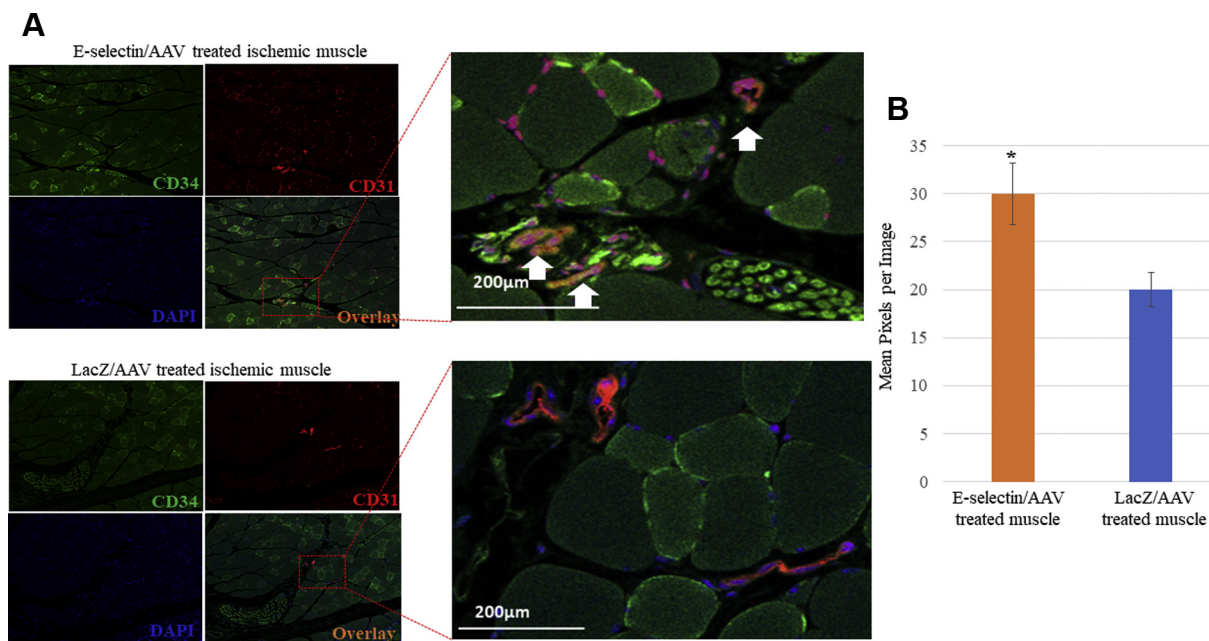 A
E-selectin/AAV treated ischemic muscle
CD34
CD31
DAPI
Overlay
200μm
LacZ/AAV treated ischemic muscle
CD34
CD31
DAPI
Overlay
200μm
B
Mean Pixels per Image
35
30
25
20
15
10
5
0
*
E-selectin/AAV
treated muscle
LacZ/AAV
treated muscle